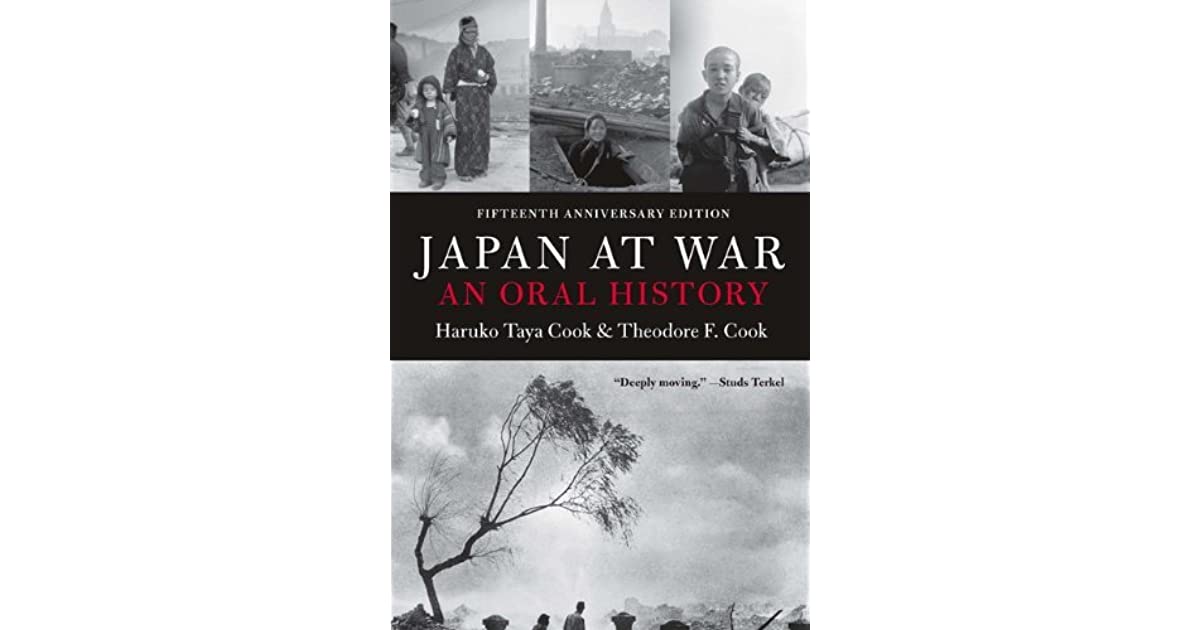 FIFTEENTH ANNIVERSARY EDITION
JAPAN AT WAR
AN ORAL HISTORY
Haruko Taya Cook & Theodore F. Cook
“Deeply moving.” —Studs Terkel